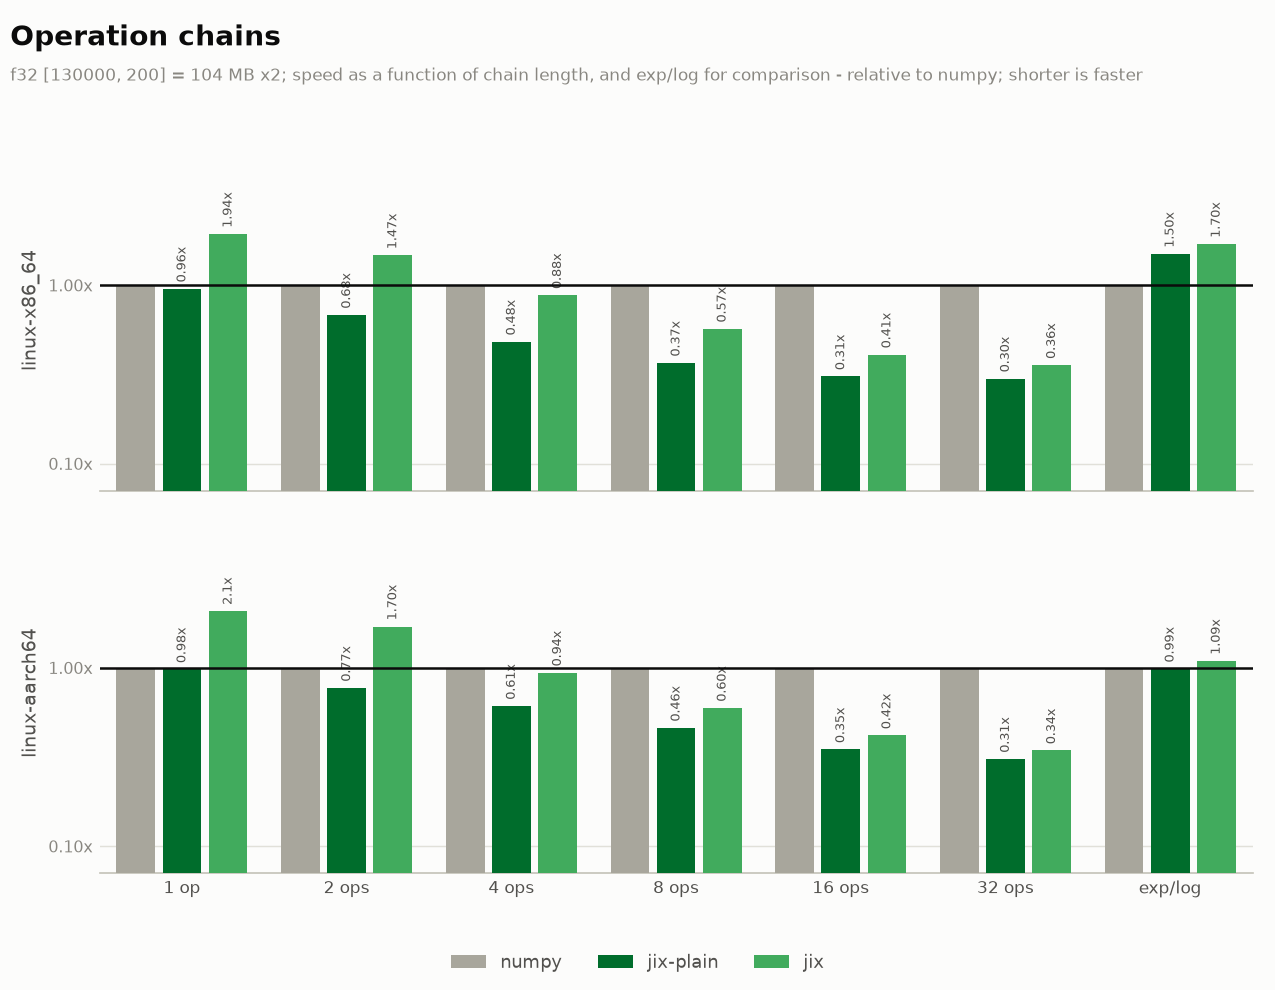 Operation chains
f32 [130000, 200] = 104 MB x2; speed as a function of chain length, and exp/log for comparison - relative to numpy; shorter is faster
linux-x86_64
1.00x
0.10x
0.96x
1.94x
0.68x
1.47x
0.48x
0.88x
0.37x
0.57x
0.31x
0.41x
0.30x
0.36x
1.50x
1.70x
linux-aarch64
1.00x
0.10x
0.98x
2.1x
0.77x
1.70x
0.61x
0.94x
0.46x
0.60x
0.35x
0.42x
0.31x
0.34x
0.99x
1.09x
1 op 2 ops 4 ops 8 ops 16 ops 32 ops exp/log
numpy jix-plain jix